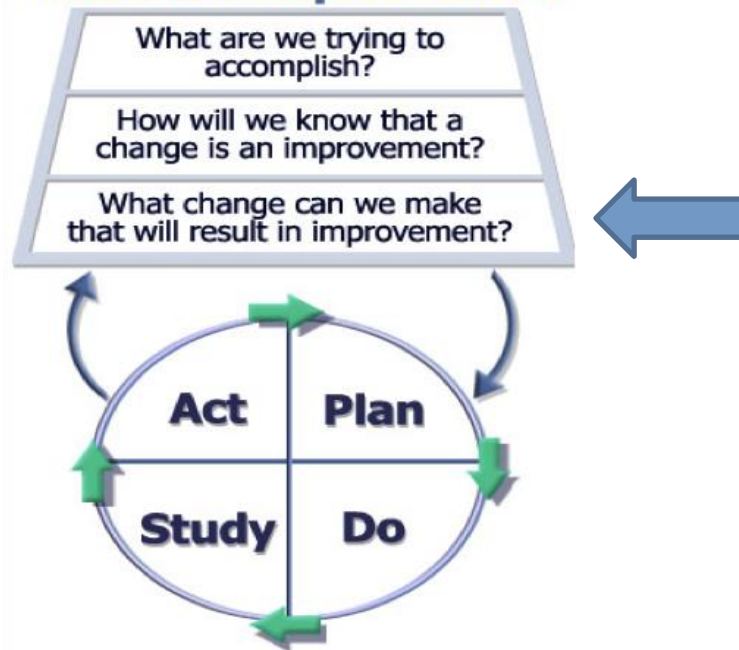 What are we trying to
accomplish?
How will we know that a
change is an improvement?
What change can we make
that will result in improvement?
Act
Plan
Study
Do